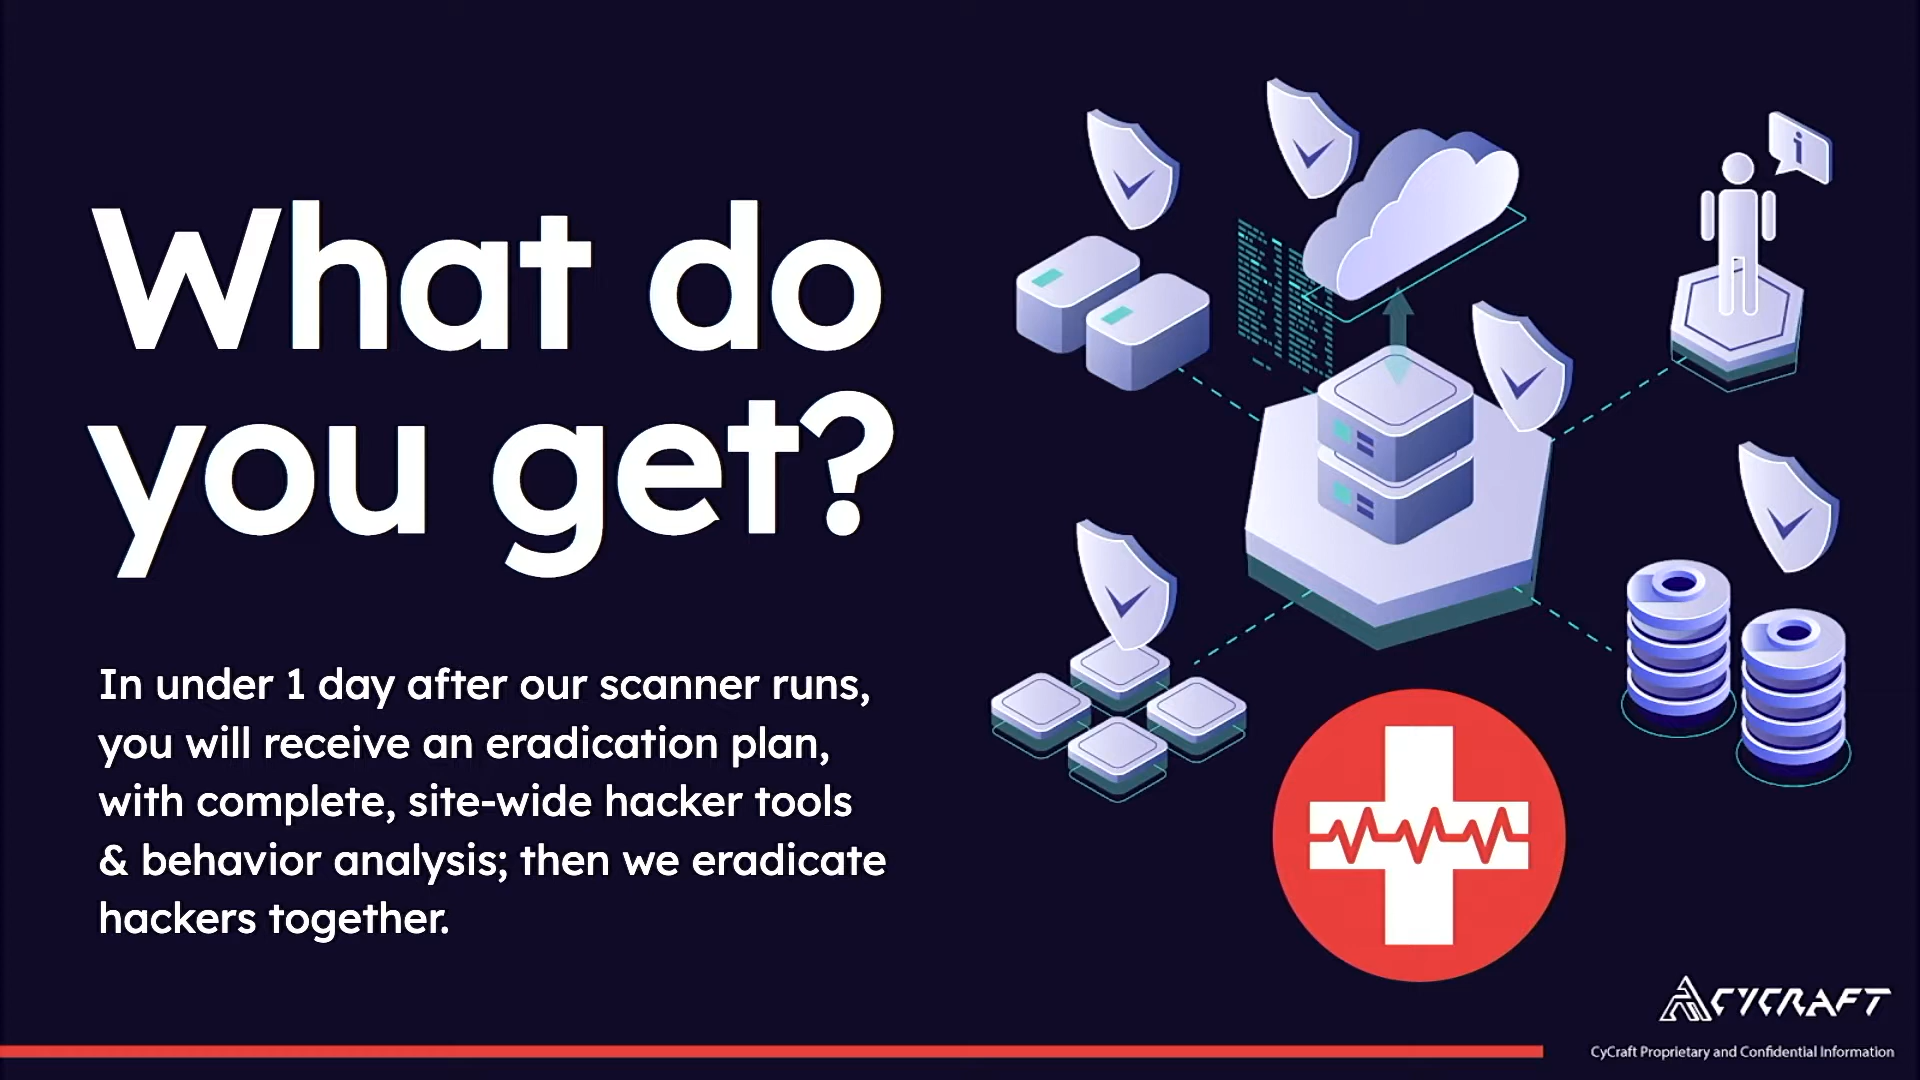 What do
you get?
In under 1 day after our scanner runs,
you will receive an eradication plan,
with complete, site-wide hacker tools
& behavior analysis; then we eradicate
hackers together.
i
CYCRAFT
CyCraft Proprietary and Confidential Information